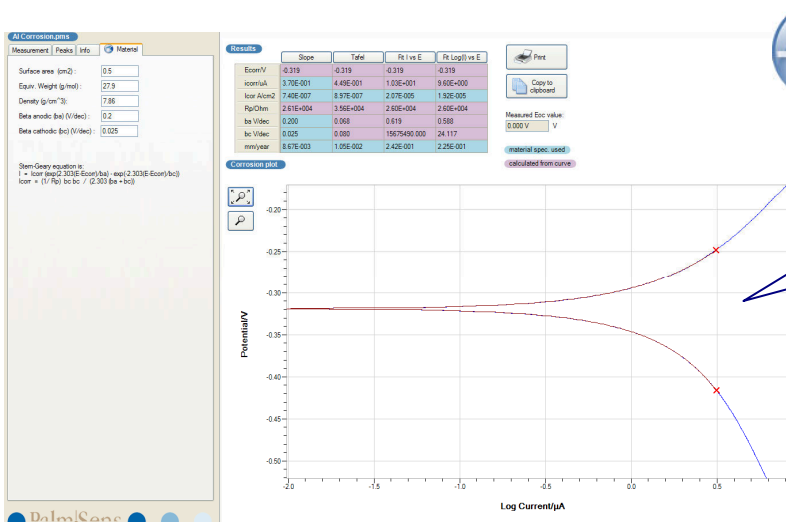 Al Corrosion.pms
Measurement Peaks Info Material
Surface area (cm2) : 0.5
Equiv. Weight (g/mol) : 27.9
Density (g/cm^3): 7.86
Beta anodic (ba) (V/dec) : 0.2
Beta cathodic (bc) (V/dec) : 0.025
Stern-Geary equation is:
I = Icorr (exp(2.303(E-Ecorr)/ba) - exp(-2.303(E-Ecorr)/bc))
Icorr = (1/ Rp) bc bc / (2.303 (ba + bc))
PalmSens
Results
Slope Tafel Fit I vs E Fit Log(I) vs E
Ecorr/V -0.319 -0.319 -0.319 -0.319
icorr/uA 3.70E-001 4.49E-001 1.03E+001 9.60E+000
Icor A/cm2 7.40E-007 8.97E-007 2.07E-005 1.92E-005
Rp/Ohm 2.61E+004 3.56E+004 2.60E+004 2.60E+004
ba V/dec 0.200 0.068 0.619 0.588
bc V/dec 0.025 0.080 15675490.000 24.117
mm/year 8.67E-003 1.05E-002 2.42E-001 2.25E-001
Print
Copy to
clipboard
Measured Eoc value:
0.000 V V
material spec. used
calculated from curve
Corrosion plot
Potential/V
-0.20
-0.25
-0.30
-0.35
-0.40
-0.45
-0.50
-2.0 -1.5 -1.0 -0.5 0.0 0.5
Log Current/µA